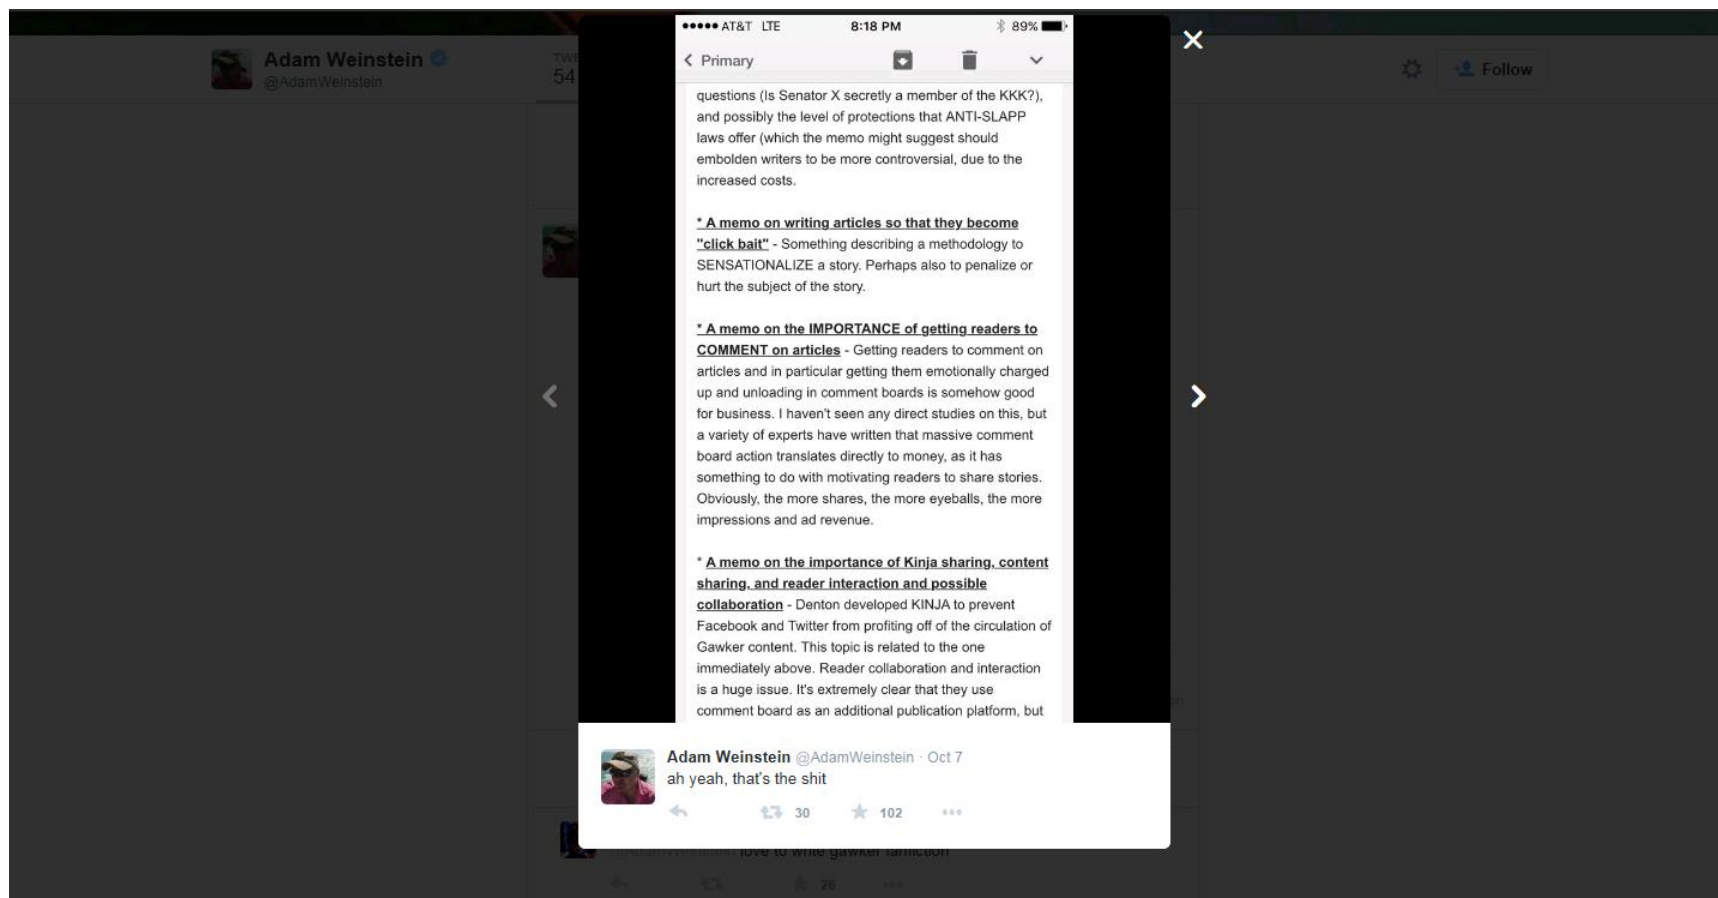 AT&T LTE 8:18 PM 89%
Adam Weinstein
@AdamWeinstein
TWE
54
Primary
Follow
questions (Is Senator X secretly a member of the KKK?),
and possibly the level of protections that ANTI-SLAPP
laws offer (which the memo might suggest should
embolden writers to be more controversial, due to the
increased costs.
* A memo on writing articles so that they become
"click bait" - Something describing a methodology to
SENSATIONALIZE a story. Perhaps also to penalize or
hurt the subject of the story.
* A memo on the IMPORTANCE of getting readers to
COMMENT on articles - Getting readers to comment on
articles and in particular getting them emotionally charged
up and unloading in comment boards is somehow good
for business. I haven't seen any direct studies on this, but
a variety of experts have written that massive comment
board action translates directly to money, as it has
something to do with motivating readers to share stories.
Obviously, the more shares, the more eyeballs, the more
impressions and ad revenue.
* A memo on the importance of Kinja sharing, content
sharing, and reader interaction and possible
collaboration - Denton developed KINJA to prevent
Facebook and Twitter from profiting off of the circulation of
Gawker content. This topic is related to the one
immediately above. Reader collaboration and interaction
is a huge issue. It's extremely clear that they use
comment board as an additional publication platform, but
Adam Weinstein @AdamWeinstein · Oct 7
ah yeah, that's the shit
30 102
@AdamWeinstein love to write gawker fanfiction
26